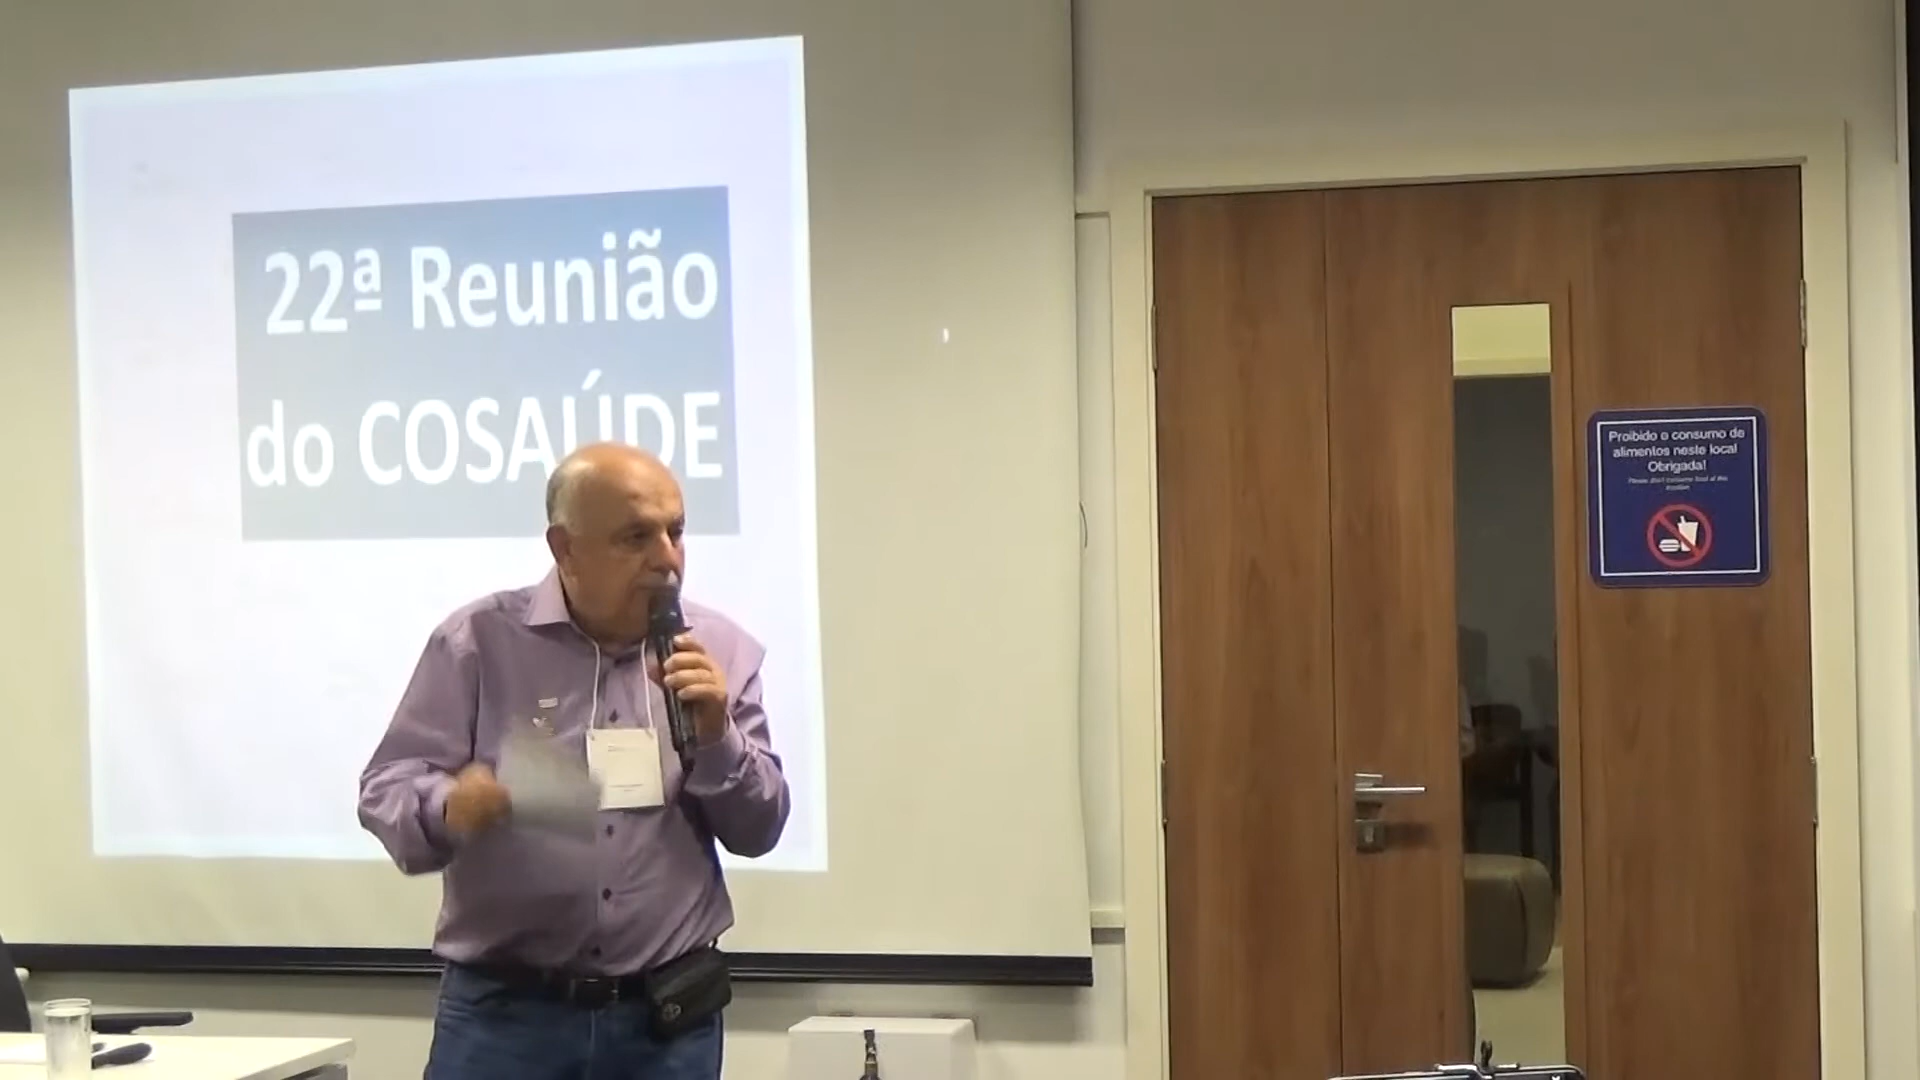 22ª Reunião
do COSAÚDE
Proibido o consumo de
alimentos neste local
Obrigada!